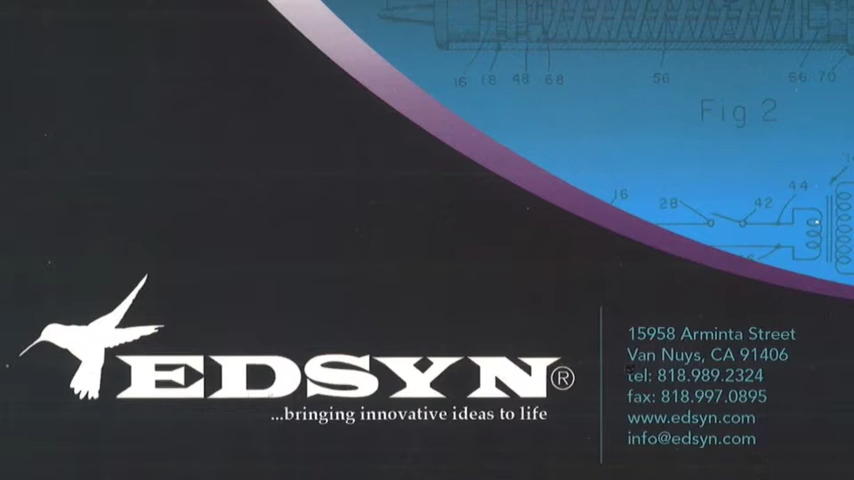 16 18 48 68 56 66 70
Fig 2
16 28 42 44
EDSYN®
...bringing innovative ideas to life
15958 Arminta Street
Van Nuys, CA 91406
tel: 818.989.2324
fax: 818.997.0895
www.edsyn.com
info@edsyn.com